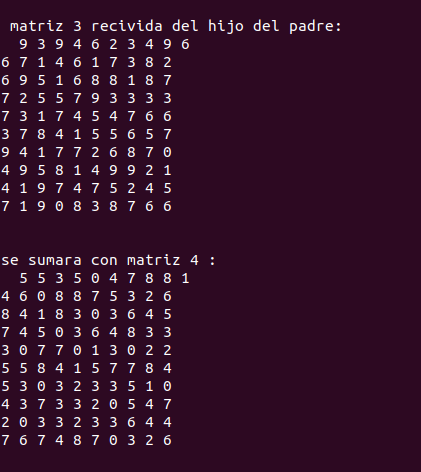 matriz 3 recivida del hijo del padre:
9 3 9 4 6 2 3 4 9 6
6 7 1 4 6 1 7 3 8 2
6 9 5 1 6 8 8 1 8 7
7 2 5 5 7 9 3 3 3 3
7 3 1 7 4 5 4 7 6 6
3 7 8 4 1 5 5 6 5 7
9 4 1 7 7 2 6 8 7 0
4 9 5 8 1 4 9 9 2 1
4 1 9 7 4 7 5 2 4 5
7 1 9 0 8 3 8 7 6 6
se sumara con matriz 4 :
5 5 3 5 0 4 7 8 8 1
4 6 0 8 8 7 5 3 2 6
8 4 1 8 3 0 3 6 4 5
7 4 5 0 3 6 4 8 3 3
3 0 7 7 0 1 3 0 2 2
5 5 8 4 1 5 7 7 8 4
5 3 0 3 2 3 3 5 1 0
4 3 7 3 3 2 0 5 4 7
2 0 3 3 2 3 3 6 4 4
7 6 7 4 8 7 0 3 2 6